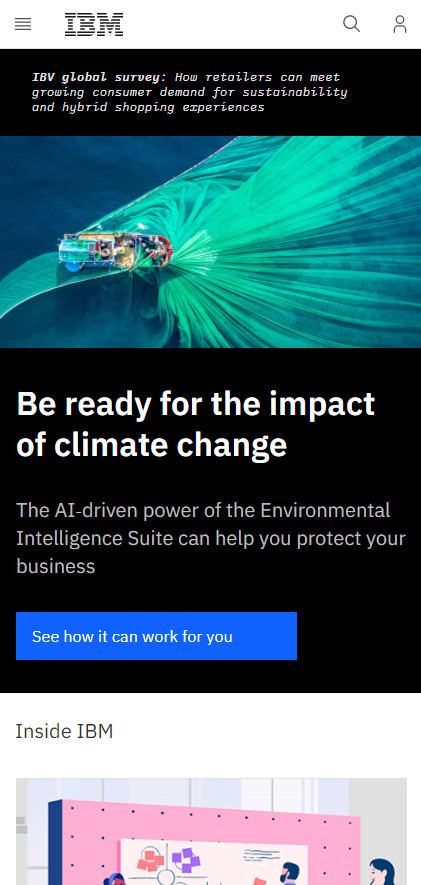 IBM
IBV global survey: How retailers can meet
growing consumer demand for sustainability
and hybrid shopping experiences
Be ready for the impact
of climate change
The AI-driven power of the Environmental
Intelligence Suite can help you protect your
business
See how it can work for you
Inside IBM